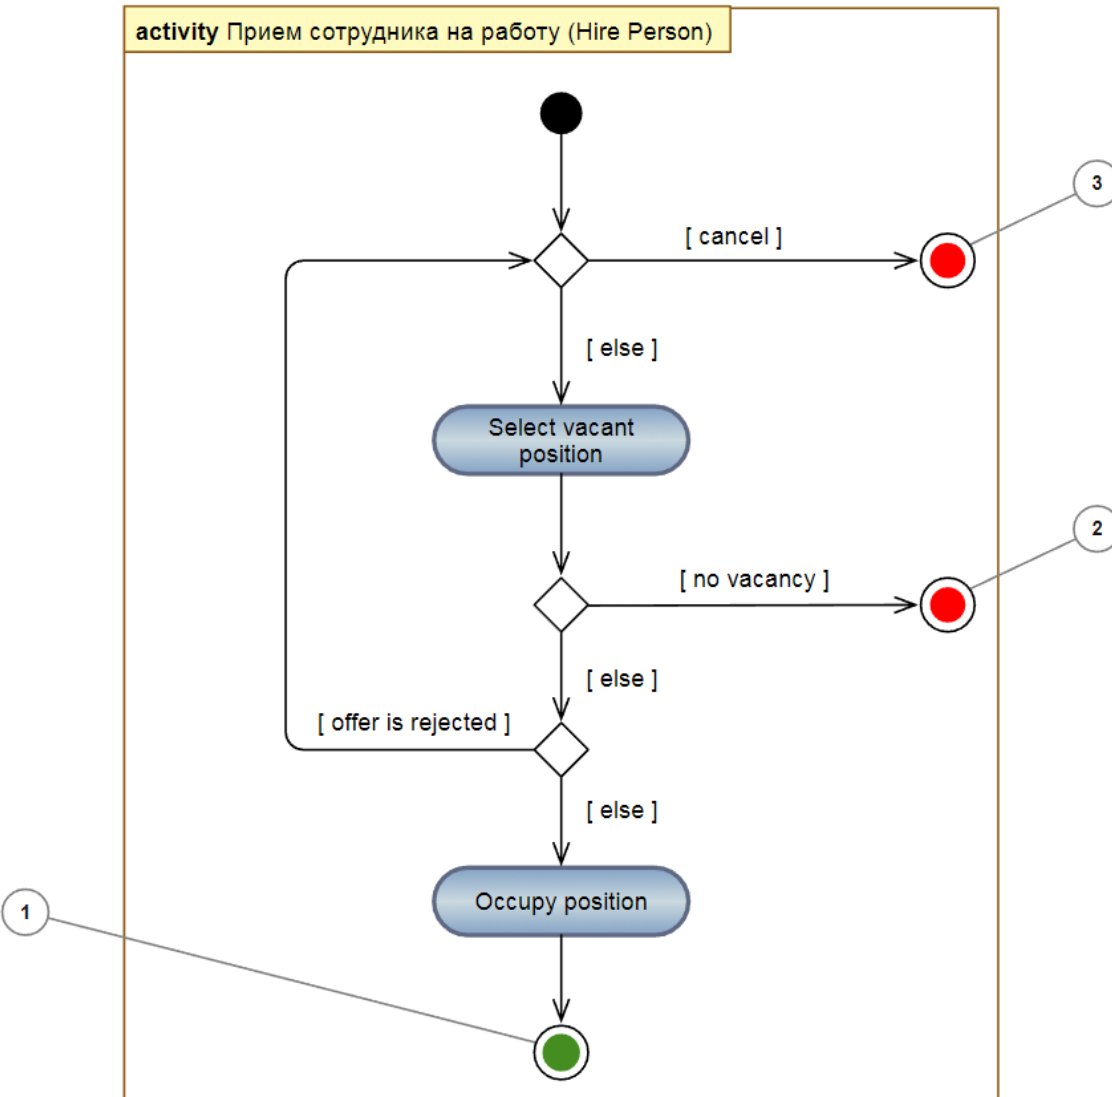 activity Прием сотрудника на работу (Hire Person)
3
[ cancel ]
[ else ]
Select vacant
position
2
[ no vacancy ]
[ else ]
[ offer is rejected ]
[ else ]
Occupy position
1